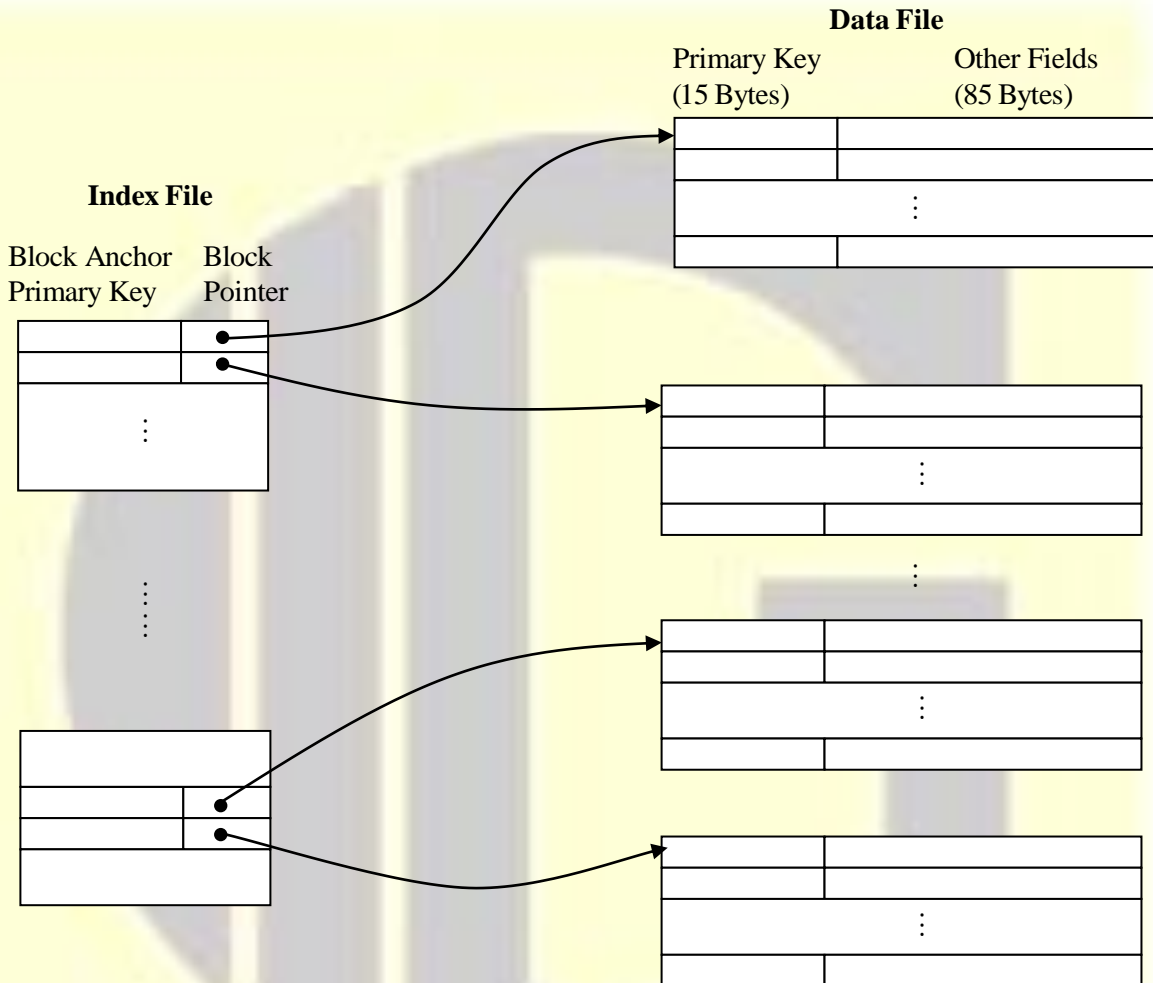 Data File
Primary Key Other Fields
(15 Bytes) (85 Bytes)
Index File
Block Anchor Block
Primary Key Pointer